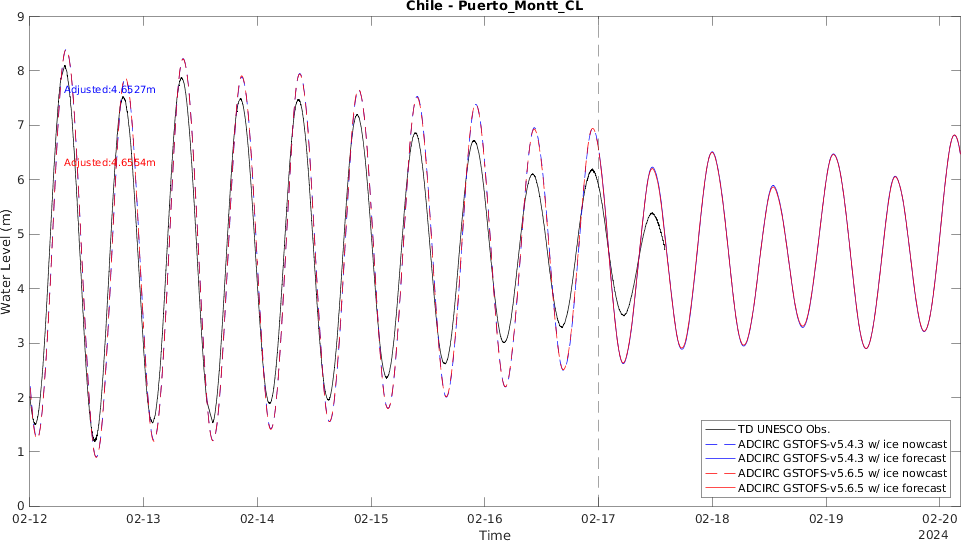 Chile - Puerto_Montt_CL
9
8
7
6
5
4
3
2
1
0
Water Level (m)
Adjusted:4.6527m
Adjusted:4.6554m
TD UNESCO Obs.
ADCIRC GSTOFS-v5.4.3 w/ ice nowcast
ADCIRC GSTOFS-v5.4.3 w/ ice forecast
ADCIRC GSTOFS-v5.6.5 w/ ice nowcast
ADCIRC GSTOFS-v5.6.5 w/ ice forecast
02-12 02-13 02-14 02-15 02-16 02-17 02-18 02-19 02-20
Time
2024